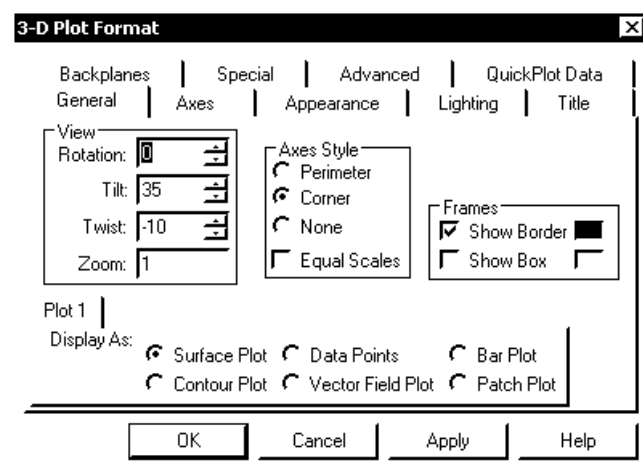 3-D Plot Format
Backplanes Special Advanced QuickPlot Data
General Axes Appearance Lighting Title
View
Rotation: 0
Tilt: 35
Twist: -10
Zoom: 1
Axes Style
Perimeter
Corner
None
Equal Scales
Frames
Show Border
Show Box
Plot 1
Display As:
Surface Plot Data Points Bar Plot
Contour Plot Vector Field Plot Patch Plot
OK Cancel Apply Help